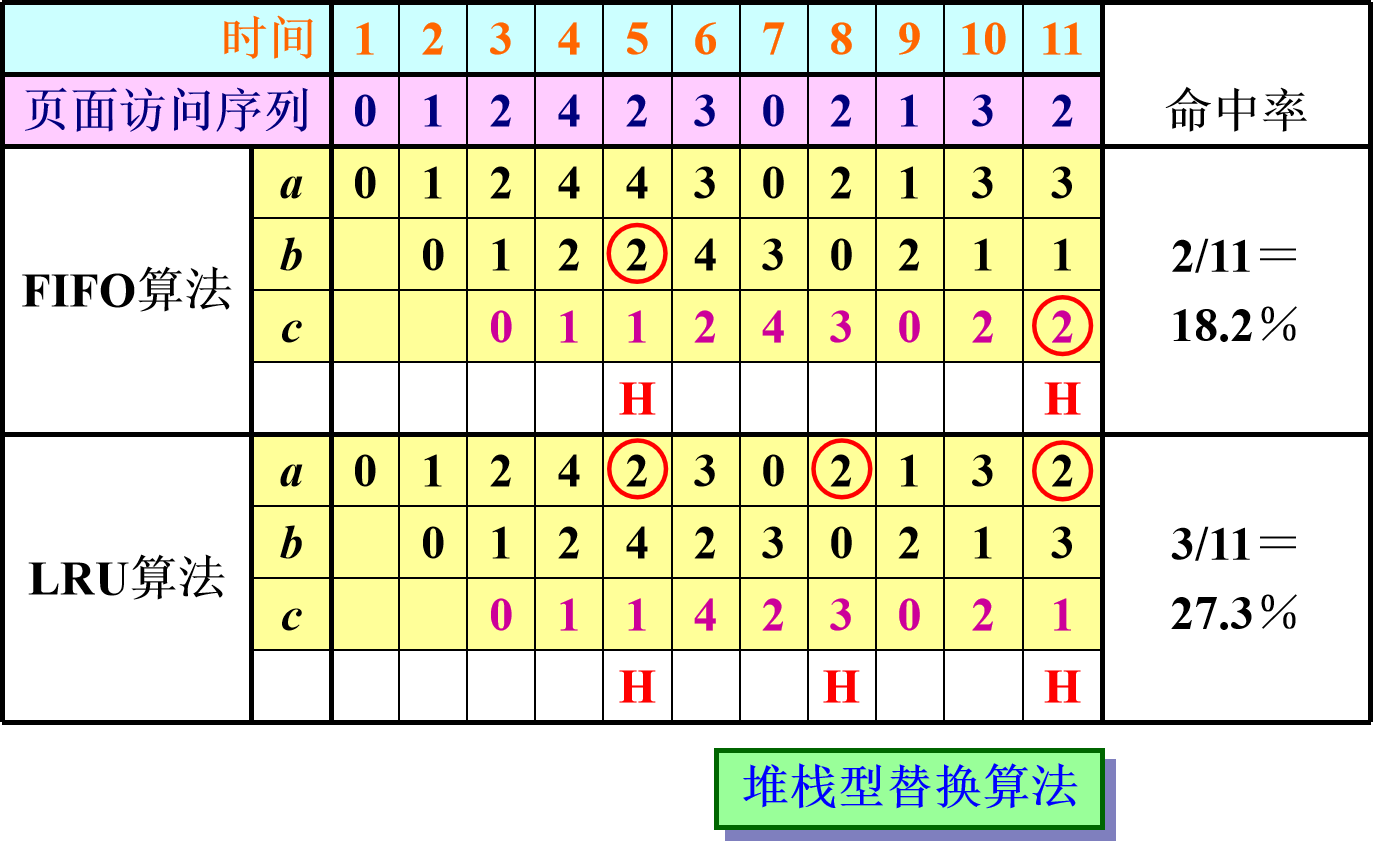 时间 1 2 3 4 5 6 7 8 9 10 11
页面访问序列 0 1 2 4 2 3 0 2 1 3 2 命中率
a 0 1 2 4 4 3 0 2 1 3 3
b 0 1 2 2 4 3 0 2 1 1
FIFO算法
c 0 1 1 2 4 3 0 2 2
H H
2/11＝
18.2％
a 0 1 2 4 2 3 0 2 1 3 2
b 0 1 2 4 2 3 0 2 1 3
LRU算法
c 0 1 1 4 2 3 0 2 1
H H H
3/11＝
27.3％
堆栈型替换算法